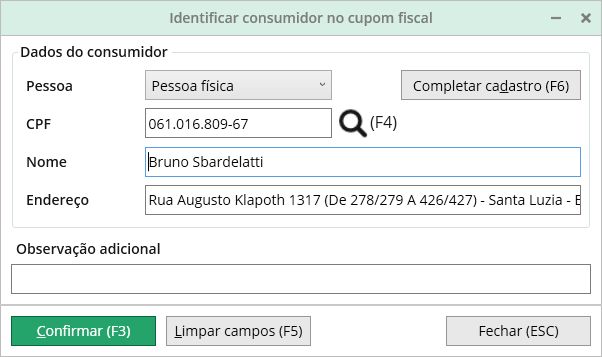 Identificar consumidor no cupom fiscal
Dados do consumidor
Pessoa Pessoa física Completar cadastro (F6)
CPF 061.016.809-67 (F4)
Nome Bruno Sbardelatti
Endereço Rua Augusto Klapoth 1317 (De 278/279 A 426/427) - Santa Luzia -
Observação adicional
Confirmar (F3) Limpar campos (F5) Fechar (ESC)